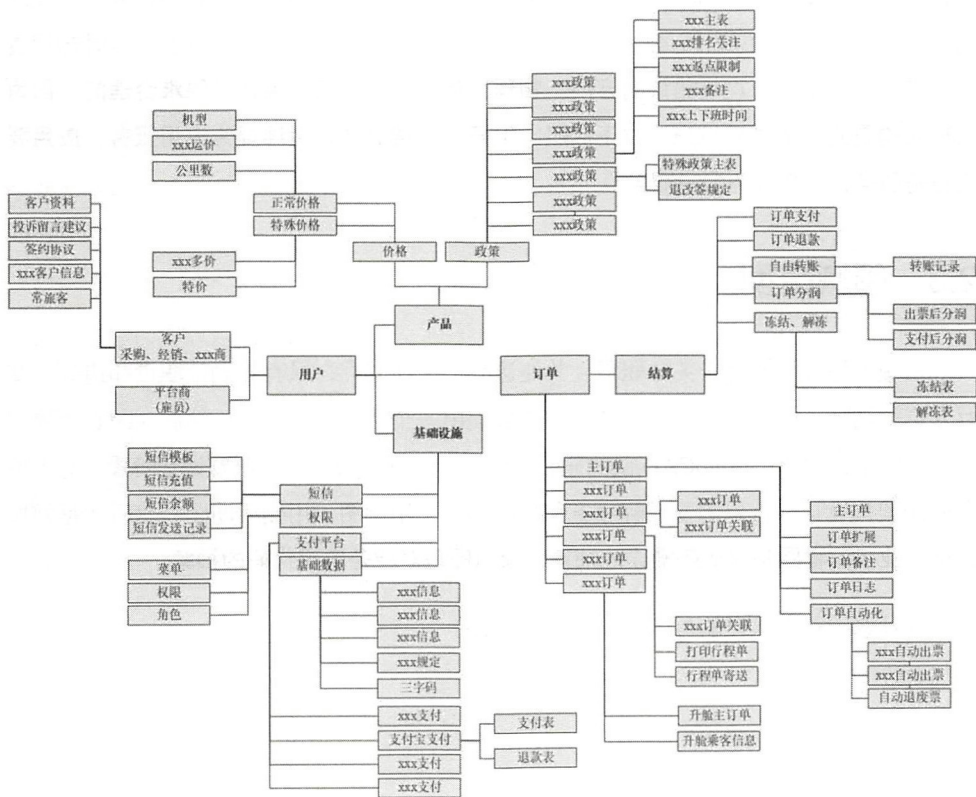 xxx主表
xxx排名关注
xxx返点限制
xxx备注
xxx上下班时间
xxx政策
xxx政策
xxx政策
xxx政策
xxx政策
xxx政策
xxx政策
特殊政策主表
退改签规定
机型
xxx运价
公里数
正常价格
特殊价格
xxx多价
特价
价格
政策
产品
客户资料
投诉留言建议
签约协议
xxx客户信息
常旅客
客户
采购、经销、xxx商
平台商
(雇员)
用户
订单
结算
订单支付
订单退款
自由转账
转账记录
订单分润
出票后分润
支付后分润
冻结、解冻
冻结表
解冻表
基础设施
短信模板
短信充值
短信余额
短信发送记录
短信
权限
支付平台
基础数据
菜单
权限
角色
xxx信息
xxx信息
xxx信息
xxx规定
三字码
xxx支付
支付宝支付
xxx支付
xxx支付
支付表
退款表
主订单
xxx订单
xxx订单
xxx订单
xxx订单
xxx订单
xxx订单
xxx订单关联
主订单
订单扩展
订单备注
订单日志
订单自动化
xxx订单关联
打印行程单
行程单寄送
xxx自动出票
xxx自动出票
自动退废票
升舱主订单
升舱乘客信息